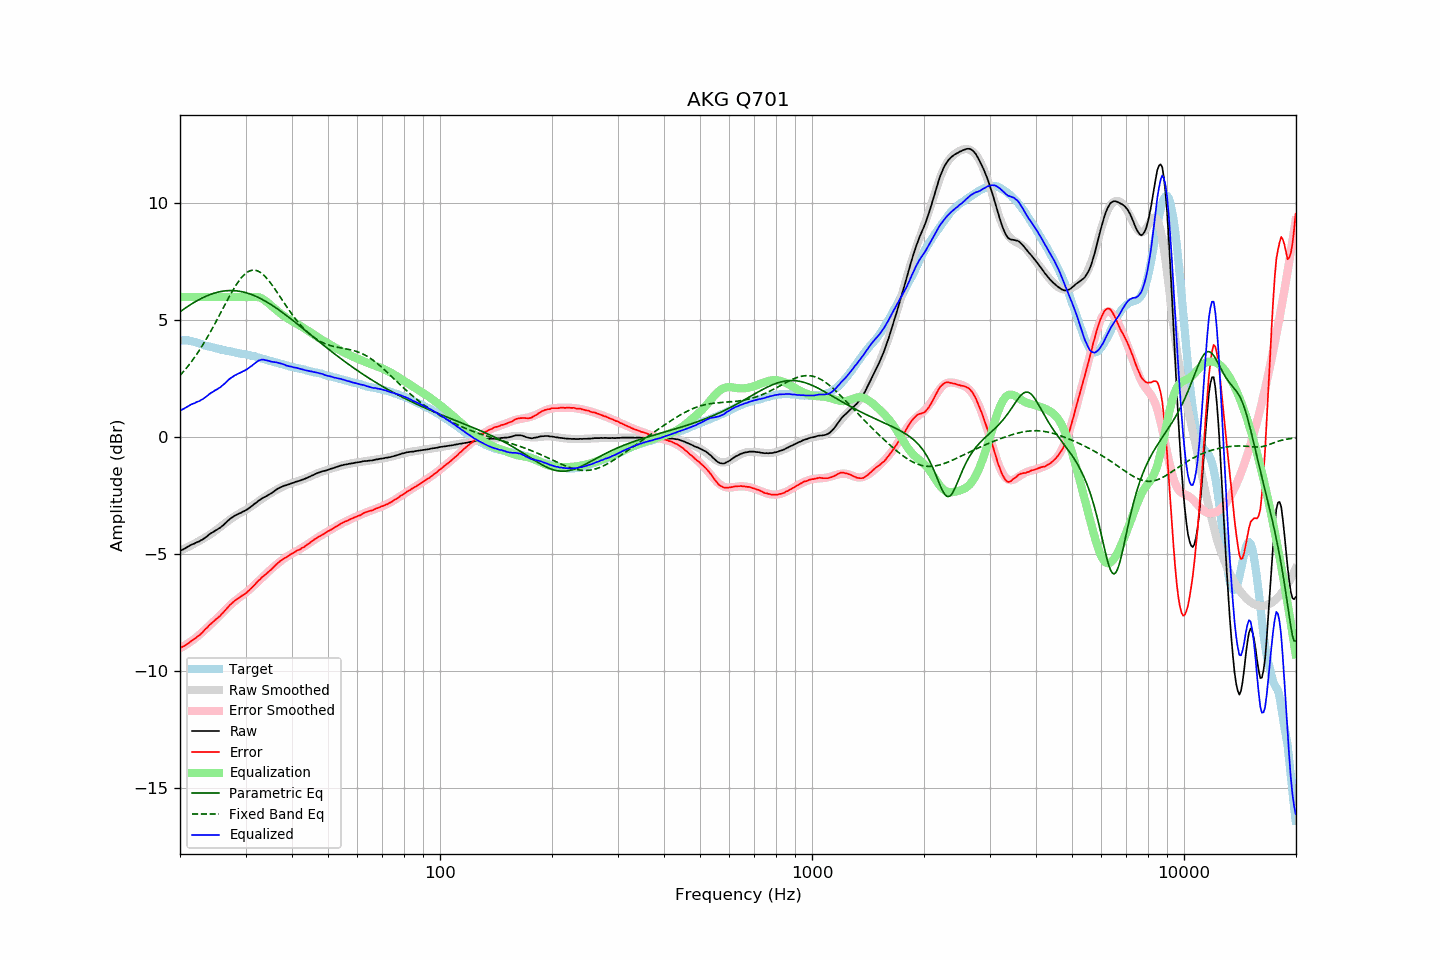 AKG Q701
Amplitude (dBr)
10
5
0
−5
−10
−15
Target
Raw Smoothed
Error Smoothed
Raw
Error
Equalization
Parametric Eq
Fixed Band Eq
Equalized
100 1000 10000
Frequency (Hz)